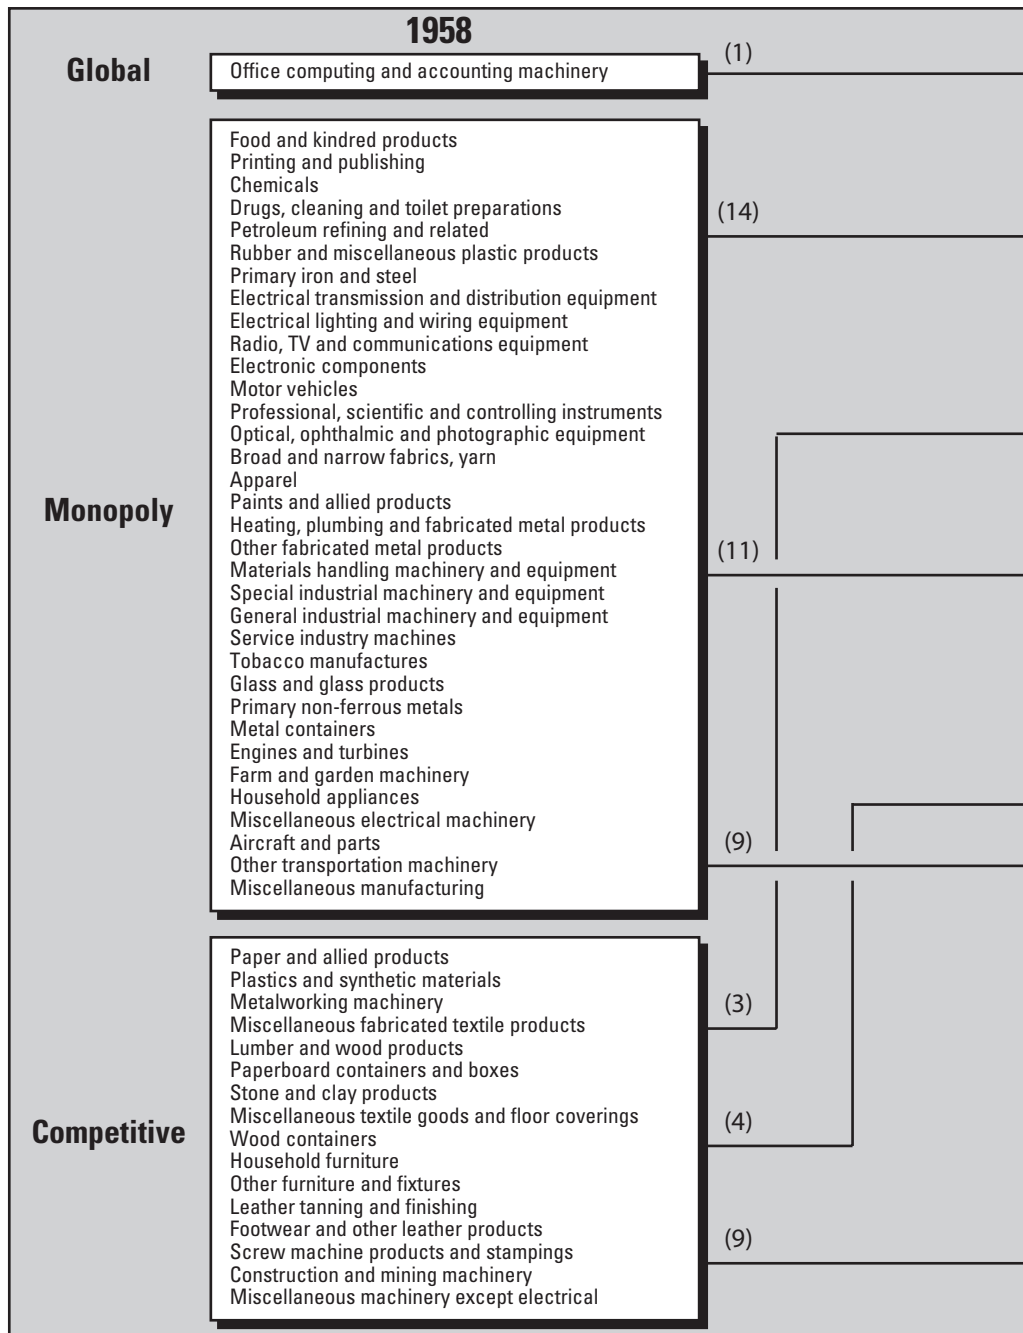 1958
Global
Office computing and accounting machinery
(1)
Monopoly
Food and kindred products
Printing and publishing
Chemicals
Drugs, cleaning and toilet preparations
Petroleum refining and related
Rubber and miscellaneous plastic products
Primary iron and steel
Electrical transmission and distribution equipment
Electrical lighting and wiring equipment
Radio, TV and communications equipment
Electronic components
Motor vehicles
Professional, scientific and controlling instruments
Optical, ophthalmic and photographic equipment
Broad and narrow fabrics, yarn
Apparel
Paints and allied products
Heating, plumbing and fabricated metal products
Other fabricated metal products
Materials handling machinery and equipment
Special industrial machinery and equipment
General industrial machinery and equipment
Service industry machines
Tobacco manufactures
Glass and glass products
Primary non-ferrous metals
Metal containers
Engines and turbines
Farm and garden machinery
Household appliances
Miscellaneous electrical machinery
Aircraft and parts
Other transportation machinery
Miscellaneous manufacturing
(14)
(11)
(9)
Competitive
Paper and allied products
Plastics and synthetic materials
Metalworking machinery
Miscellaneous fabricated textile products
Lumber and wood products
Paperboard containers and boxes
Stone and clay products
Miscellaneous textile goods and floor coverings
Wood containers
Household furniture
Other furniture and fixtures
Leather tanning and finishing
Footwear and other leather products
Screw machine products and stampings
Construction and mining machinery
Miscellaneous machinery except electrical
(3)
(4)
(9)